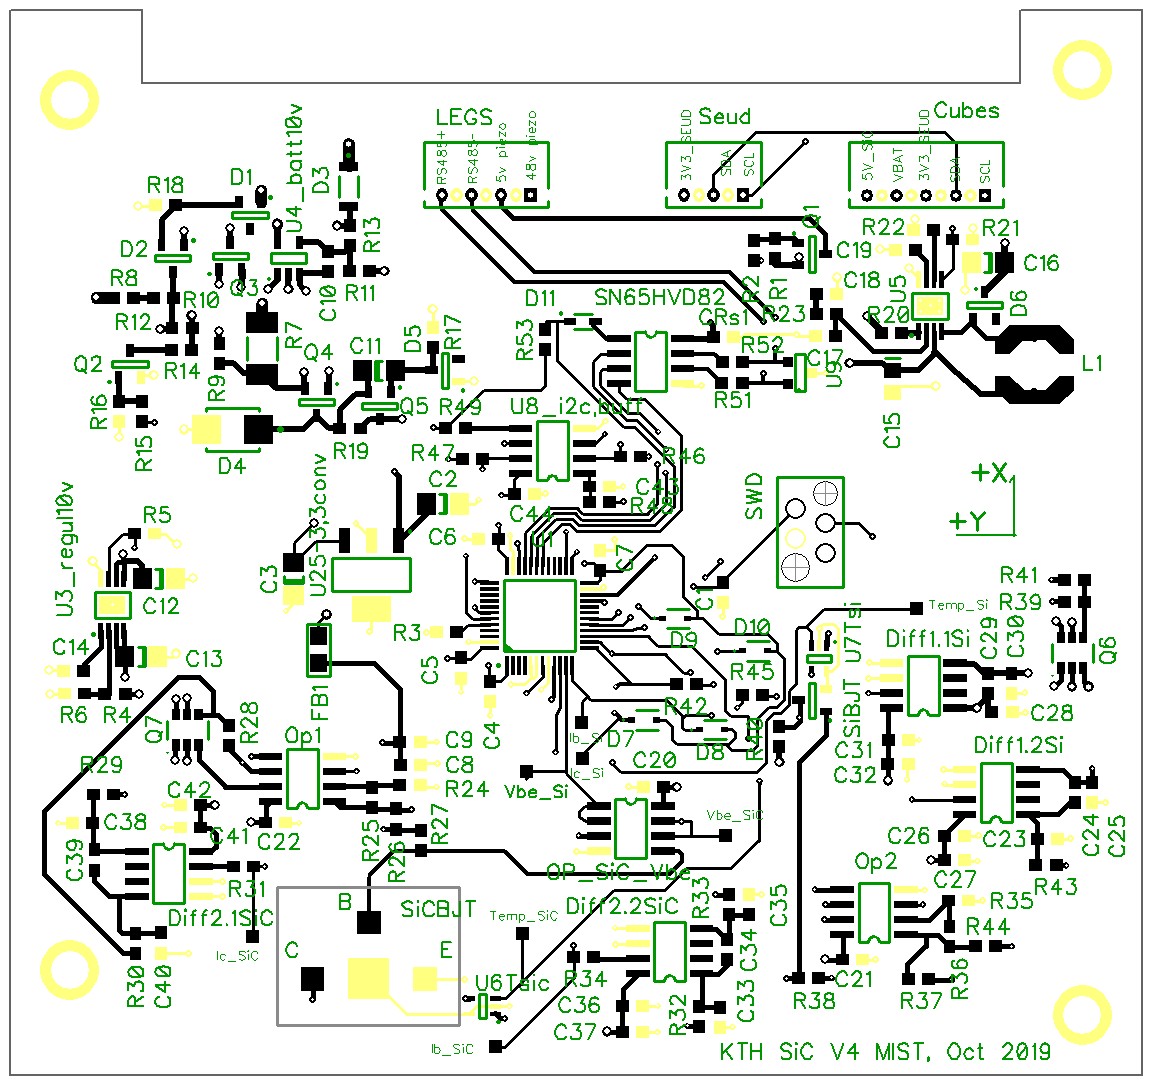 LEGS
Seud
Cubes
RS485+
RS485-
5v piezo
48v piezo
3V3_SEUD
SDA
SCL
5V_SiC
VBAT
3V3_SEUD
SDA
SCL
R18
D1
U4_batt10v
D3
D2
R13
Q3
C10
R11
R8
R10
R12
R14
R9
R7
Q2
R16
R15
D4
Q4
C11
D5
R17
Q5
R19
R49
D11
R53
SN65HVD82
CRs1
R52
R51
C17
U9
Q1
C19
R2
R1
R23
C18
R22
R21
U5
C16
D6
R20
L1
C15
U8_i2c,buff
R47
R46
C43
R48
C44
C2
C6
U25-3,3conv
C3
U3_regul10v
R5
C12
C14
C13
R6
R4
R3
C5
C4
C7
C1
SWD
+X
+Y
D9
D10
R45
R42
D7
D8
C20
Temp_Si
U7Tsi
SiBJT
Diff1.1Si
C29
C30
C28
R41
R39
Q6
C31
C32
Diff1.2Si
C26
C23
C24
C25
C27
R43
FB1
Q7
R28
Op1
R29
C42
C38
C41
C22
C39
R31
Diff2.1SiC
R30
C40
Ic_SiC
C9
C8
R24
R25
R26
R27
Ib_Si
Ic_Si
Vbe_Si
Vbe_SiC
OP_SiC_Vbe
SiCBJT
B
C
E
Temp_SiC
Diff2.2SiC
R33
C35
C34
R34
U6Tsic
C36
C37
R32
C33
Ib_SiC
Op2
R35
R44
C21
R36
R38
R37
KTH SiC V4 MIST, Oct 2019